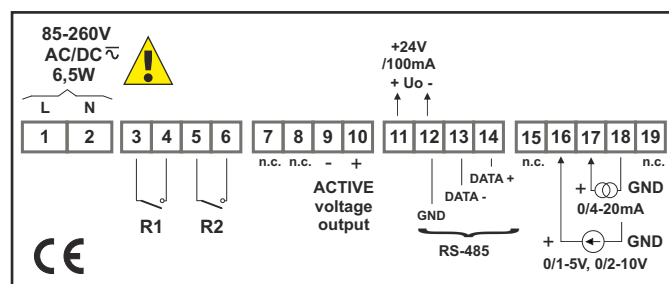 85-260V
AC/DC
6,5W
L N
+24V
/100mA
+ Uo -
1 2 3 4 5 6 7 8 9 10 11 12 13 14 15 16 17 18 19
n.c. n.c. - + n.c. n.c.
R1 R2
ACTIVE
voltage
output
DATA +
DATA -
GND
RS-485
+ GND
0/4-20mA
+ GND
0/1-5V, 0/2-10V
CE